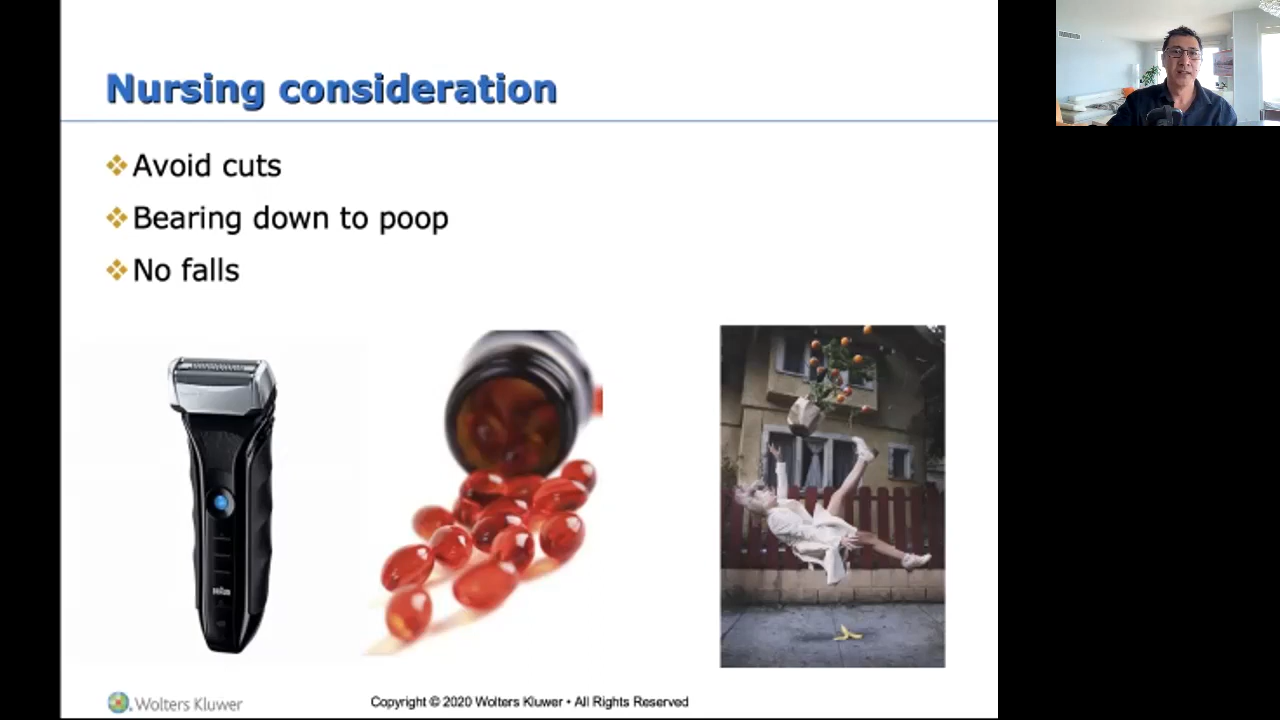 Nursing consideration
Avoid cuts
Bearing down to poop
No falls
BRAUN
Wolters Kluwer
Copyright © 2020 Wolters Kluwer • All Rights Reserved